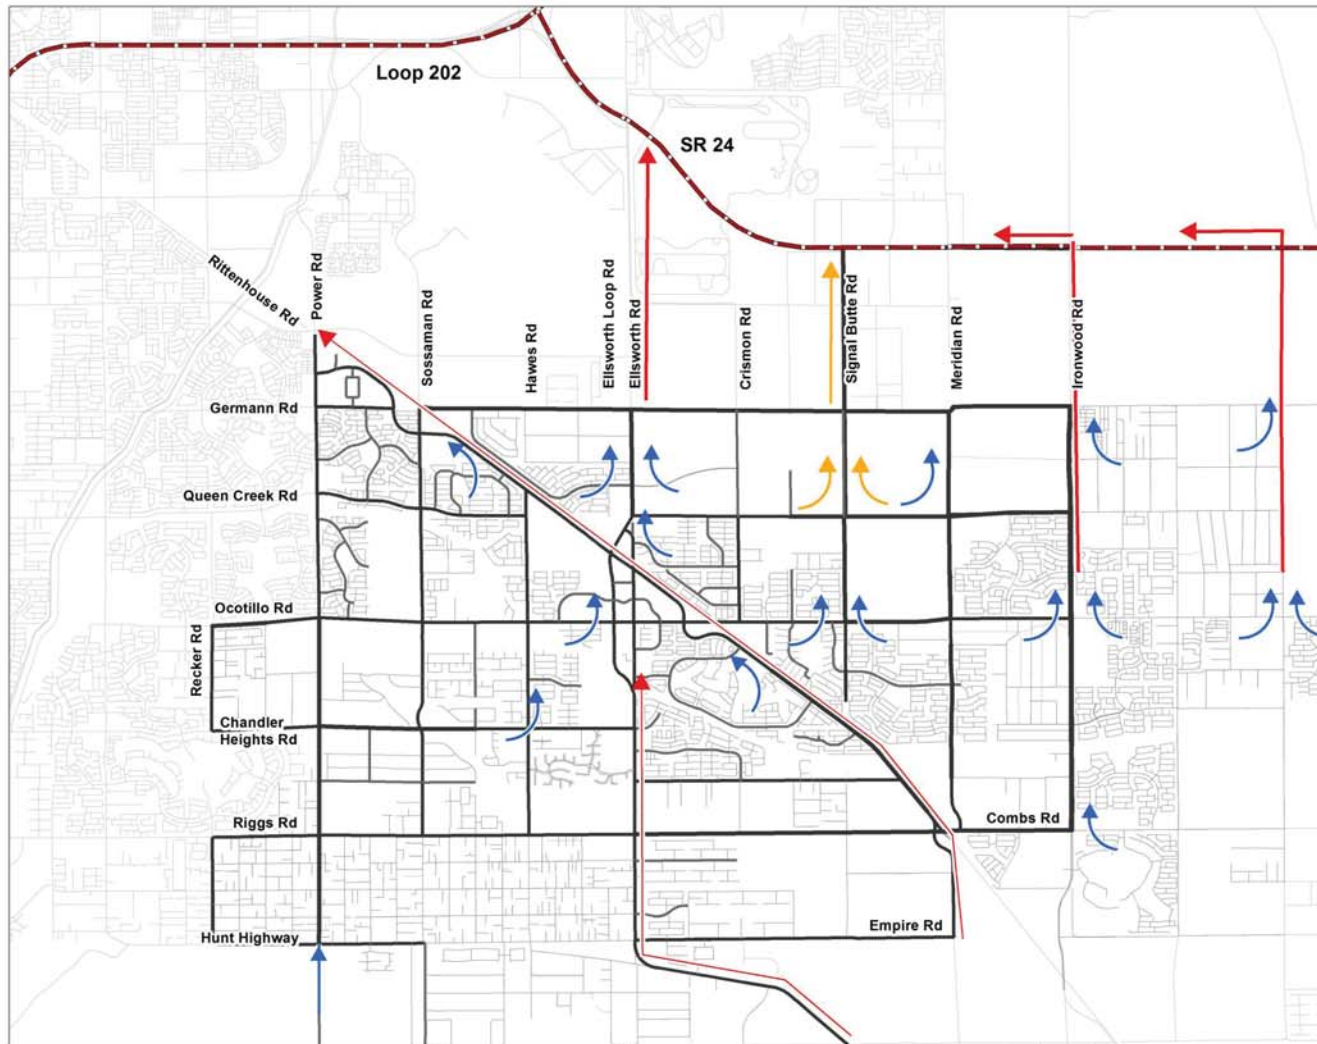 Loop 202
SR 24
Rittenhouse Rd
Power Rd
Sossaman Rd
Hawes Rd
Ellsworth Loop Rd
Ellsworth Rd
Crismon Rd
Signal Butte Rd
Meridian Rd
Ironwood Rd
Germann Rd
Queen Creek Rd
Ocotillo Rd
Recker Rd
Chandler
Heights Rd
Riggs Rd
Combs Rd
Empire Rd
Hunt Highway